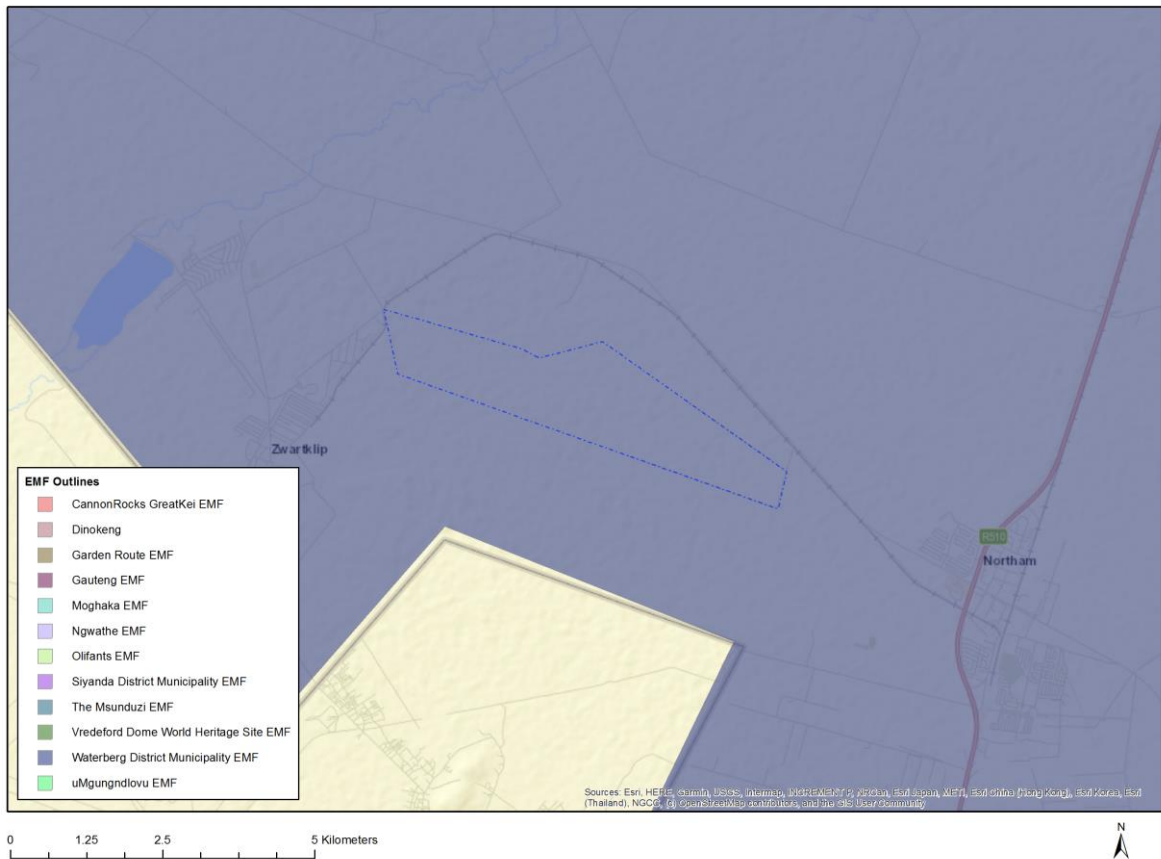 Zwartklip
R510
Northam
EMF Outlines
CannonRocks GreatKei EMF
Dinokeng
Garden Route EMF
Gauteng EMF
Moghaka EMF
Ngwathe EMF
Olifants EMF
Siyanda District Municipality EMF
The Msunduzi EMF
Vredeford Dome World Heritage Site EMF
Waterberg District Municipality EMF
uMgungndlovu EMF
Sources: Esri, HERE, Garmin, USGS, Intermap, INCREMENT P, NRCan, Esri Japan, METI, Esri China (Hong Kong), Esri Korea, Esri
(Thailand), NGCC, (c) OpenStreetMap contributors, and the GIS User Community
0 1.25 2.5 5 Kilometers
N